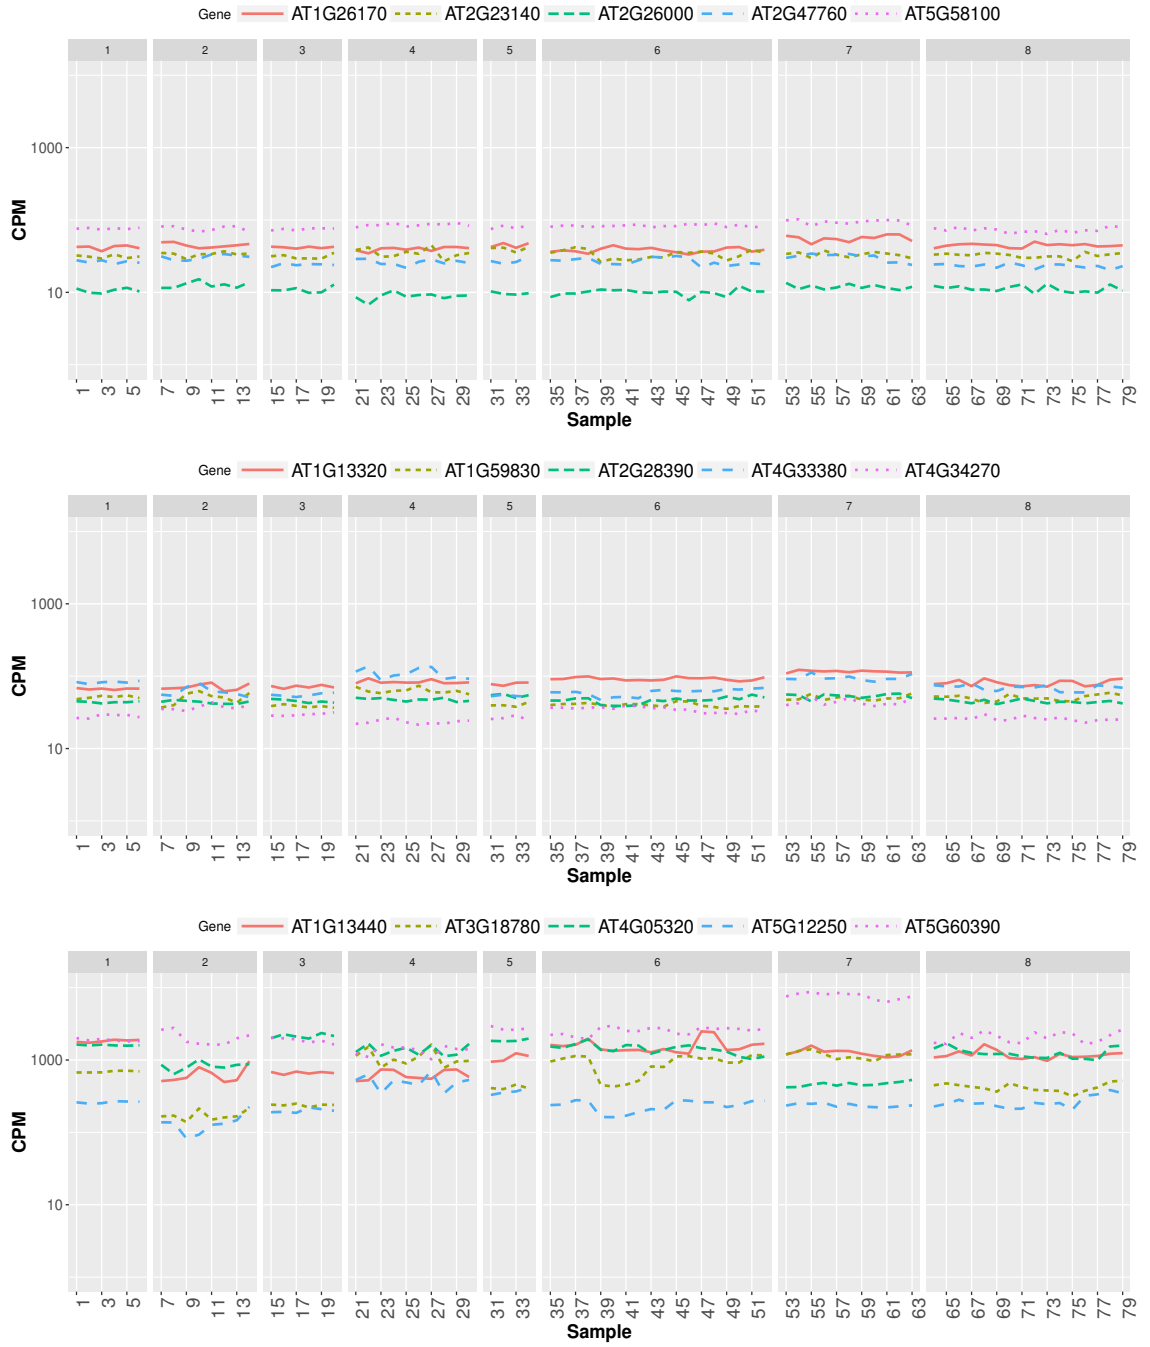 Gene AT1G26170 AT2G23140 AT2G26000 AT2G47760 AT5G58100
1 2 3 4 5 6 7 8
1000
10
CPM
1 3 5 7 9 11 13 15 17 19 21 23 25 27 29 31 33 35 37 39 41 43 45 47 49 51 53 55 57 59 61 63 65 67 69 71 73 75 77 79
Sample
Gene AT1G13320 AT1G59830 AT2G28390 AT4G33380 AT4G34270
1 2 3 4 5 6 7 8
1000
10
CPM
1 3 5 7 9 11 13 15 17 19 21 23 25 27 29 31 33 35 37 39 41 43 45 47 49 51 53 55 57 59 61 63 65 67 69 71 73 75 77 79
Sample
Gene AT1G13440 AT3G18780 AT4G05320 AT5G12250 AT5G60390
1 2 3 4 5 6 7 8
1000
10
CPM
1 3 5 7 9 11 13 15 17 19 21 23 25 27 29 31 33 35 37 39 41 43 45 47 49 51 53 55 57 59 61 63 65 67 69 71 73 75 77 79
Sample